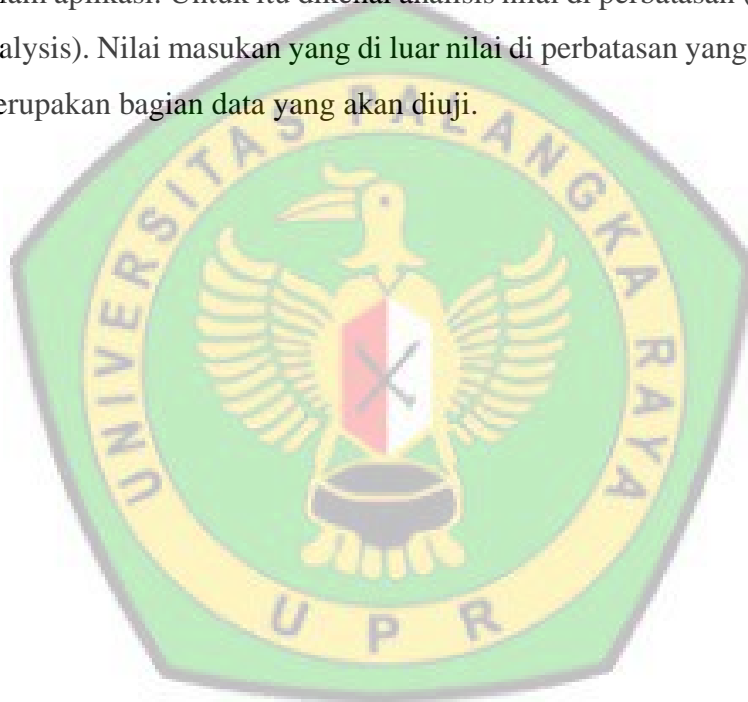 aplikasi. Untuk itu dikenal analisis nilai di perbatasan (
alysis). Nilai masukan yang di luar nilai di perbatasan yang
erupakan bagian data yang akan diuji.
UNIVERSITAS PALANGKA RAYA
UPR